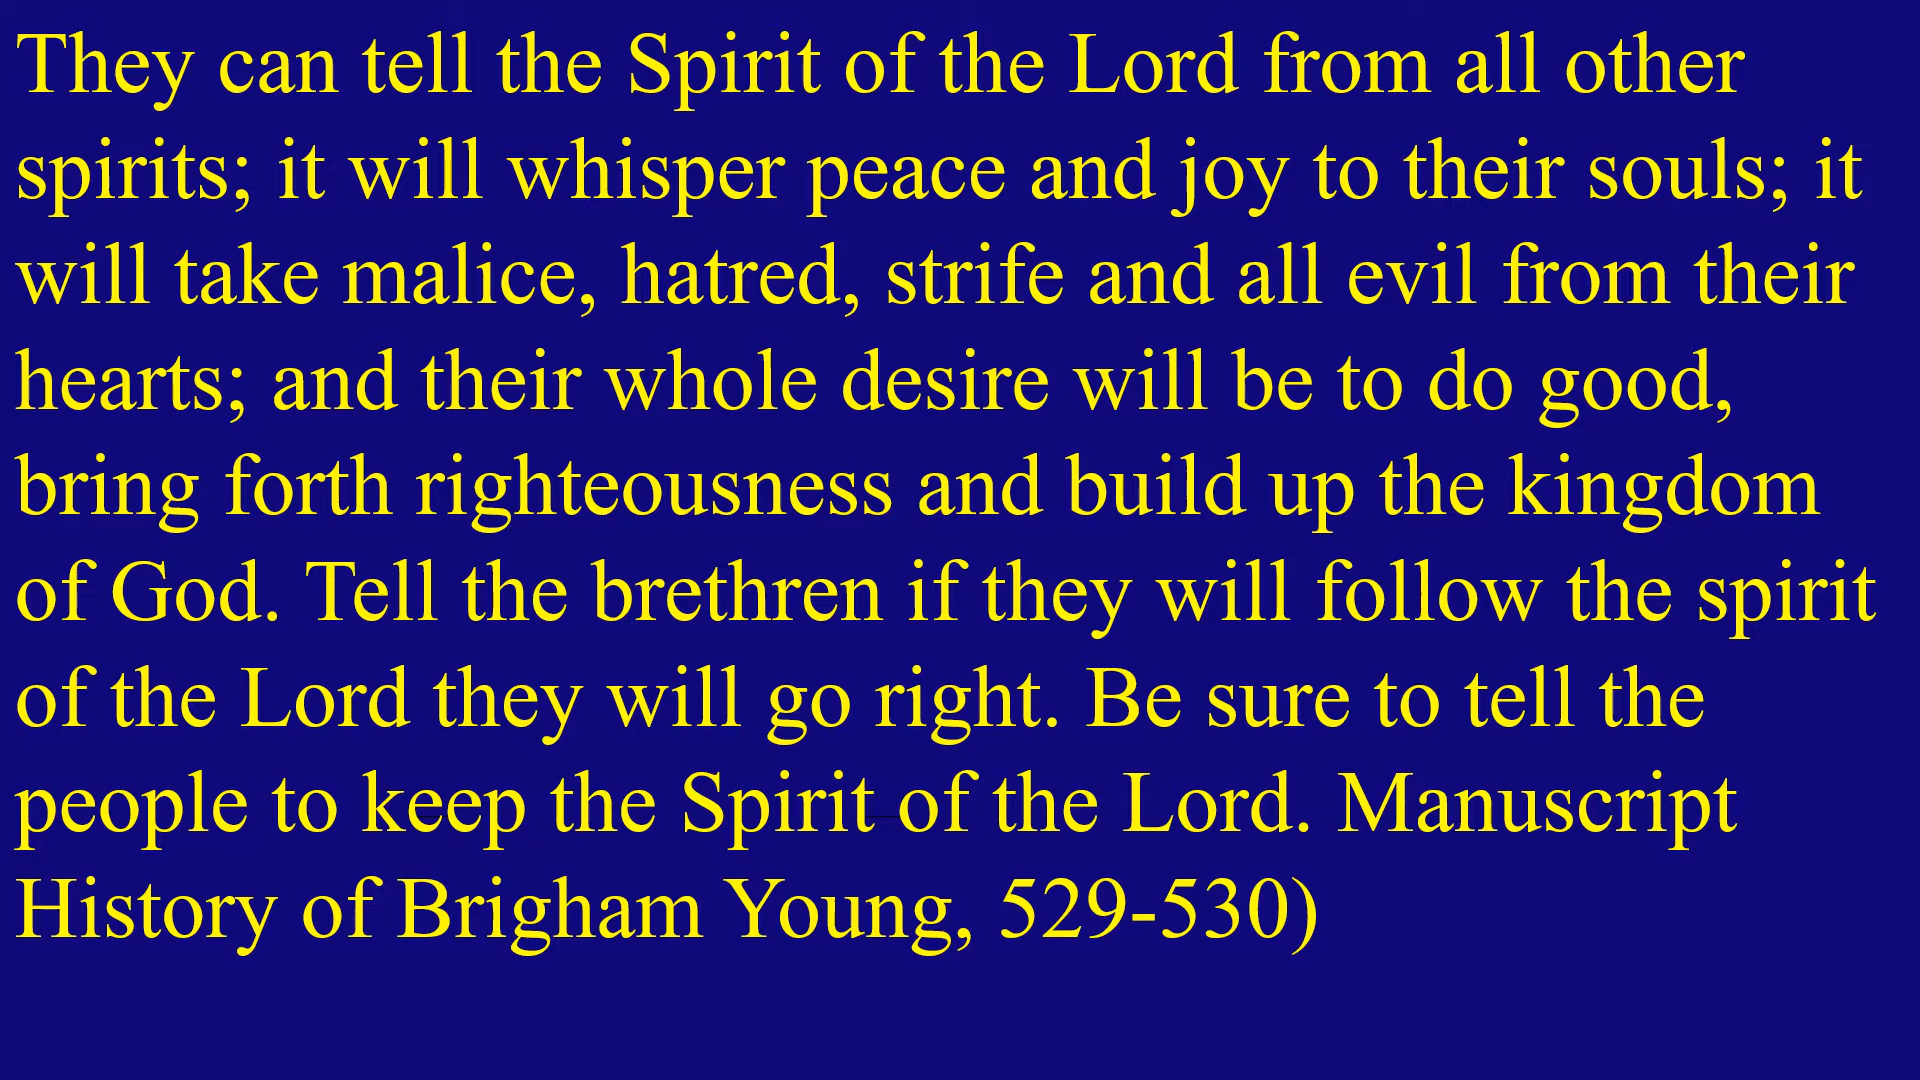 They can tell the Spirit of the Lord from all other
spirits; it will whisper peace and joy to their souls; it
will take malice, hatred, strife and all evil from their
hearts; and their whole desire will be to do good,
bring forth righteousness and build up the kingdom
of God. Tell the brethren if they will follow the spirit
of the Lord they will go right. Be sure to tell the
people to keep the Spirit of the Lord. Manuscript
History of Brigham Young, 529-530)